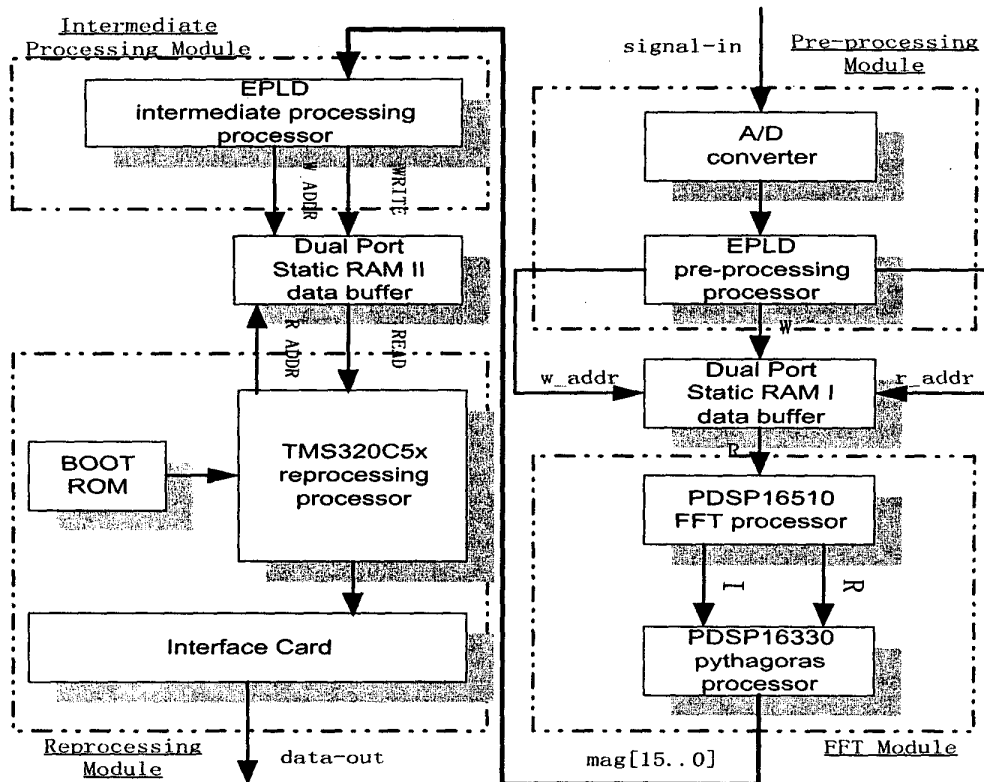 Intermediate
Processing Module
EPLD
intermediate processing
processor
W_ADDR
WRITE
Dual Port
Static RAM II
data buffer
R_ADDR
READ
BOOT
ROM
TMS320C5x
reprocessing
processor
Interface Card
Reprocessing
Module
data-out
signal-in
Pre-processing
Module
A/D
converter
EPLD
pre-processing
processor
W
w_addr
Dual Port
Static RAM I
data buffer
r_addr
R
PDSP16510
FFT processor
I
R
PDSP16330
pythagoras
processor
mag[15..0]
FFT Module